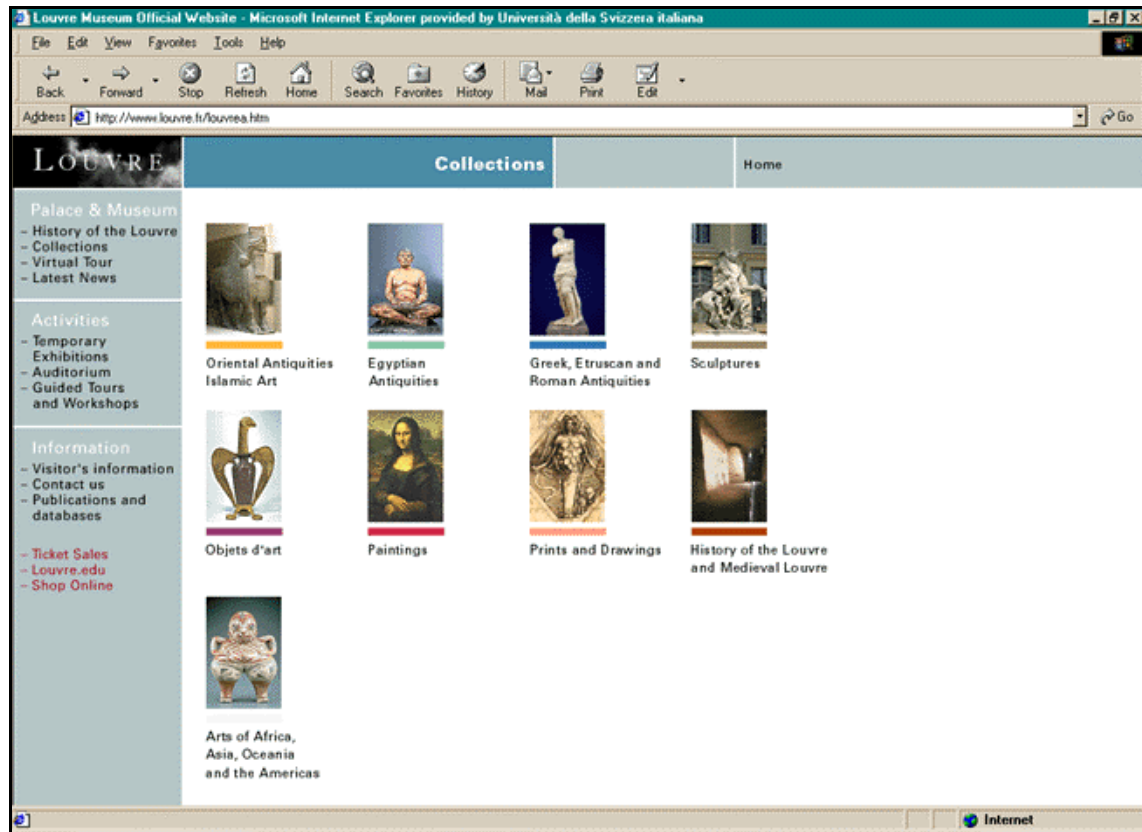 Louvre Museum Official Website - Microsoft Internet Explorer provided by Università della Svizzera italiana
File Edit View Favorites Tools Help
Back Forward Stop Refresh Home Search Favorites History Mail Print Edit
Address http://www.louvre.fr/louvrea.htm Go
LOUVRE
Collections
Home
Palace & Museum
- History of the Louvre
- Collections
- Virtual Tour
- Latest News
Activities
- Temporary
Exhibitions
- Auditorium
- Guided Tours
and Workshops
Information
- Visitor's information
- Contact us
- Publications and
databases
- Ticket Sales
- Louvre.edu
- Shop Online
Oriental Antiquities
Islamic Art
Egyptian
Antiquities
Greek, Etruscan and
Roman Antiquities
Sculptures
Objets d'art
Paintings
Prints and Drawings
History of the Louvre
and Medieval Louvre
Arts of Africa,
Asia, Oceania
and the Americas
Internet